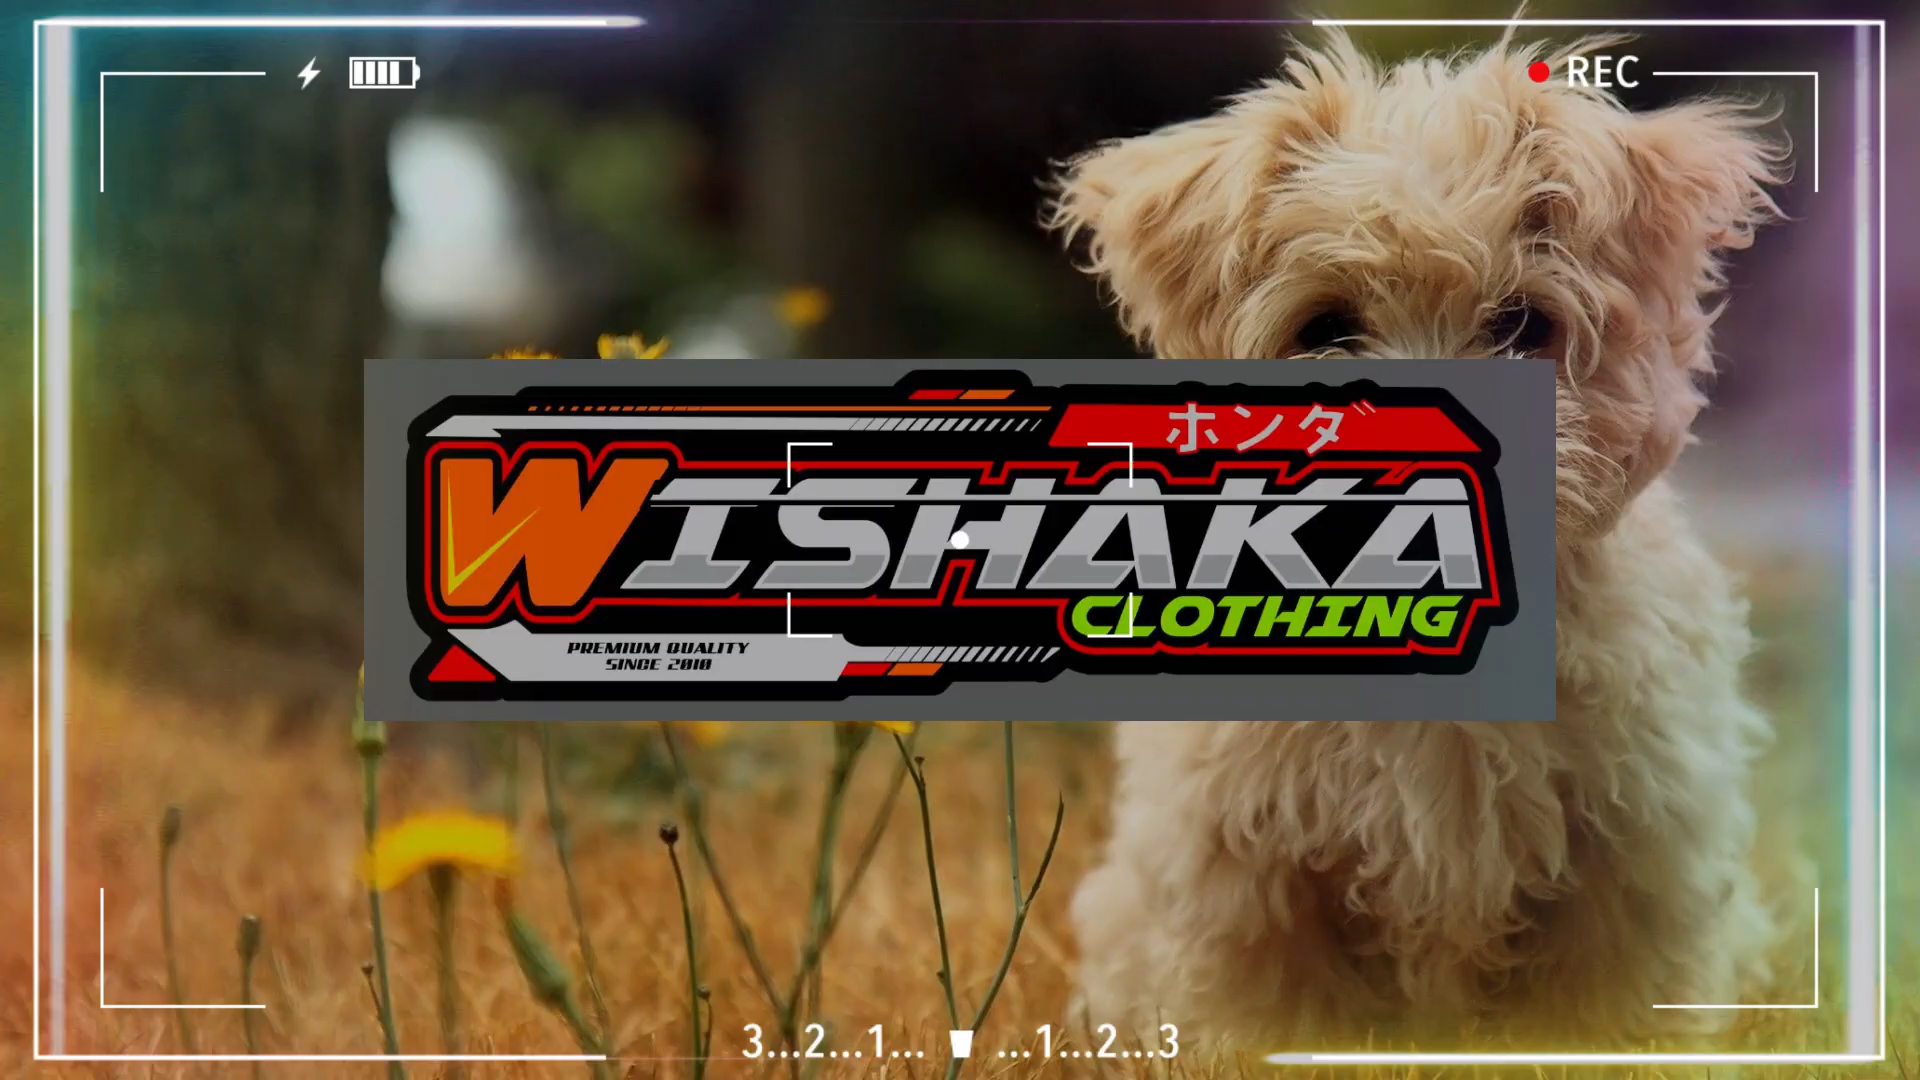 REC
ホンダ
WISHAKA
CLOTHING
PREMIUM QUALITY
SINCE 2010
3...2...1... ...1...2...3